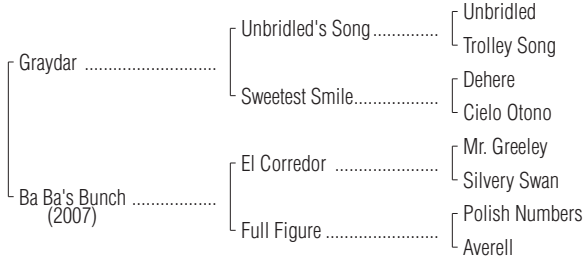 Unbridled
Unbridled's Song
Trolley Song
Graydar
Dehere
Sweetest Smile
Cielo Otono
Mr. Greeley
El Corredor
Silvery Swan
Ba Ba's Bunch
(2007)
Polish Numbers
Full Figure
Averell